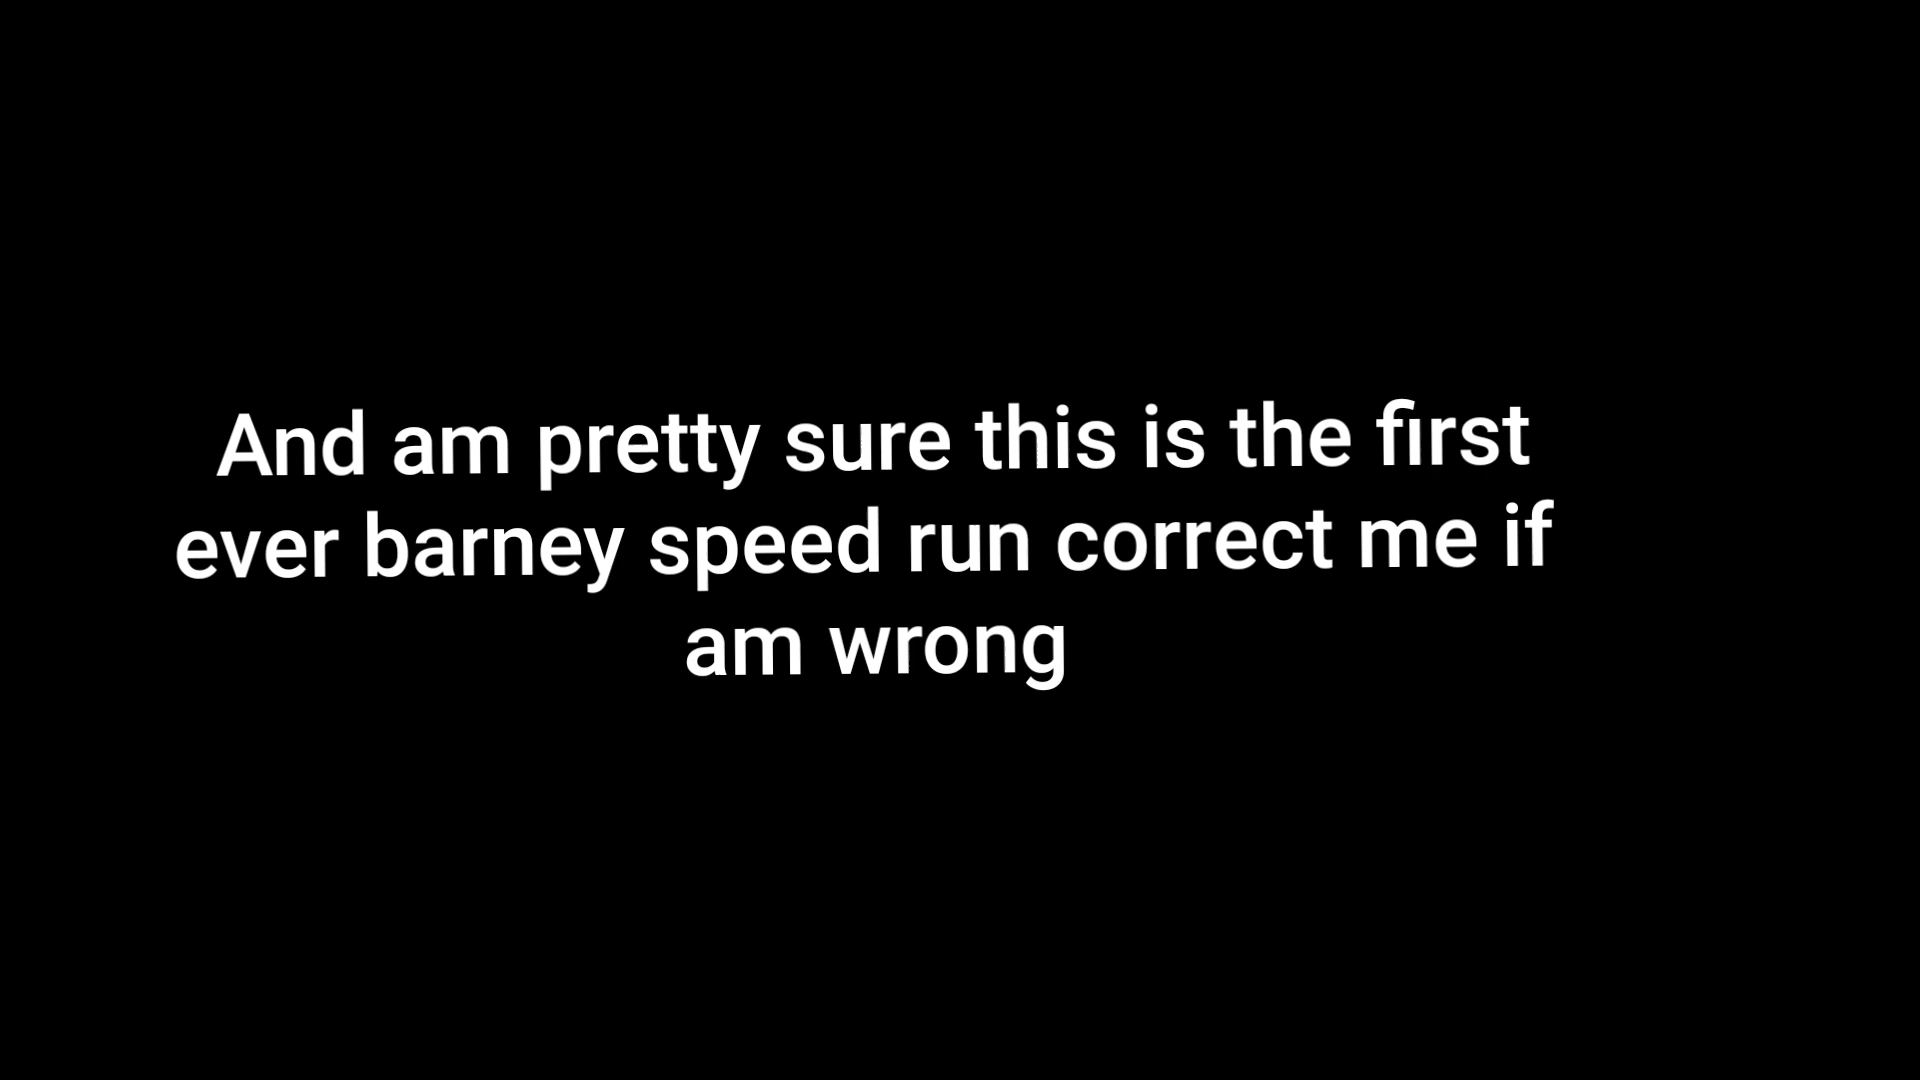 And am pretty sure this is the first
ever barney speed run correct me if
am wrong